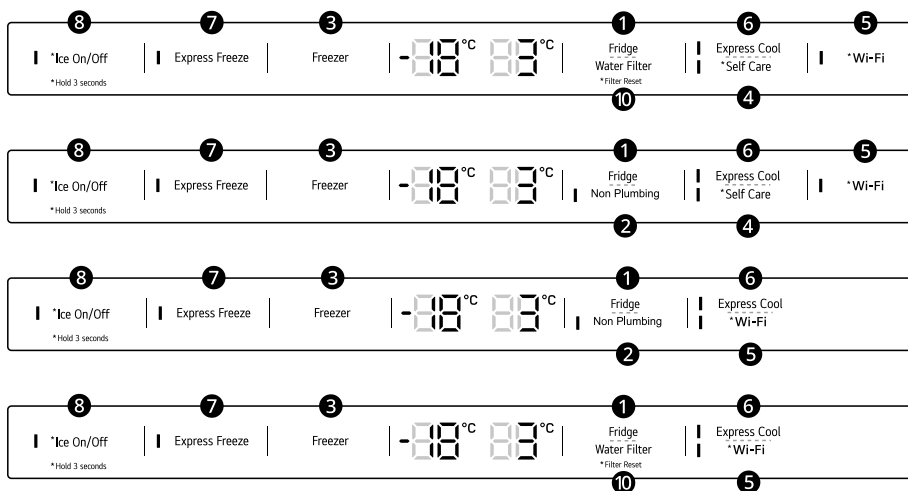 8 7 3 1 6 5
*Ice On/Off Express Freeze Freezer -18 °C 3 °C Fridge Express Cool *Wi-Fi
Water Filter *Self Care
*Hold 3 seconds *Filter Reset
10 4
8 7 3 1 6 5
*Ice On/Off Express Freeze Freezer -18 °C 3 °C Fridge Express Cool *Wi-Fi
Non Plumbing *Self Care
*Hold 3 seconds
2 4
8 7 3 1 6
*Ice On/Off Express Freeze Freezer -18 °C 3 °C Fridge Express Cool
Non Plumbing *Wi-Fi
*Hold 3 seconds
2 5
8 7 3 1 6
*Ice On/Off Express Freeze Freezer -18 °C 3 °C Fridge Express Cool
Water Filter *Wi-Fi
*Hold 3 seconds *Filter Reset
10 5